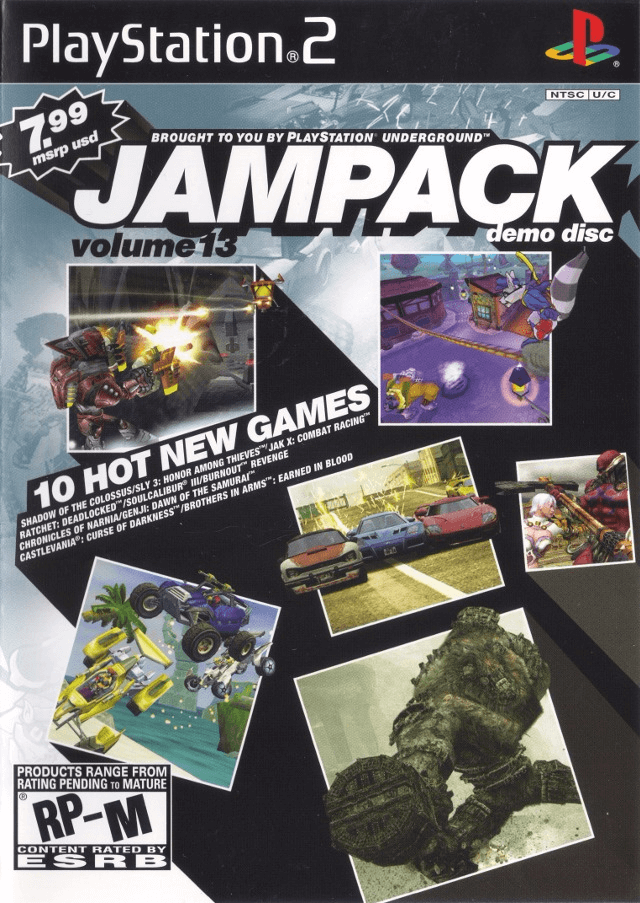 PlayStation®2
NTSC U/C
7.99
msrp usd
BROUGHT TO YOU BY PLAYSTATION® UNDERGROUND™
JAMPACK
demo disc
volume 13
10 HOT NEW GAMES
SHADOW OF THE COLOSSUS/SLY 3: HONOR AMONG THIEVES™/JAK X: COMBAT RACING™
RATCHET: DEADLOCKED™/SOULCALIBUR® III/BURNOUT™ REVENGE
CHRONICLES OF NARNIA/GENJI: DAWN OF THE SAMURAI™
CASTLEVANIA®: CURSE OF DARKNESS™/BROTHERS IN ARMS™: EARNED IN BLOOD
PRODUCTS RANGE FROM
RATING PENDING TO MATURE
RP-M
®
CONTENT RATED BY
ESRB